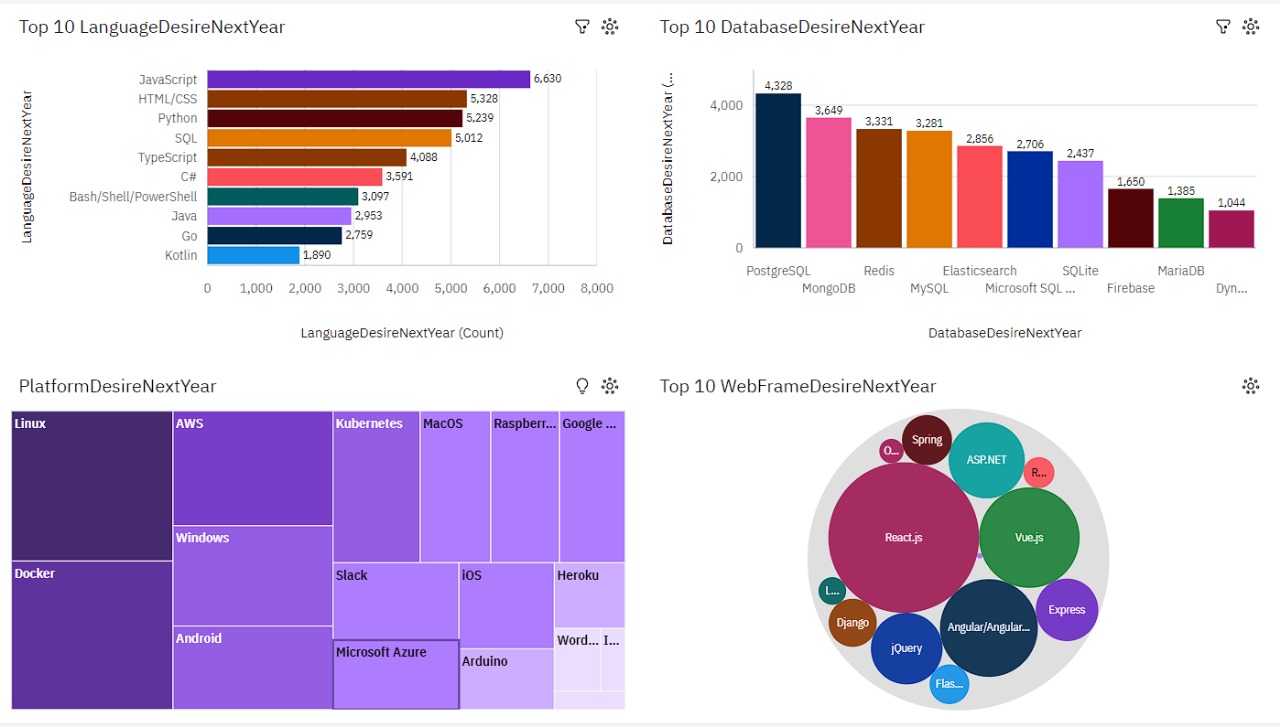 Top 10 LanguageDesireNextYear
LanguageDesireNextYear
JavaScript 6,630
HTML/CSS 5,328
Python 5,239
SQL 5,012
TypeScript 4,088
C# 3,591
Bash/Shell/PowerShell 3,097
Java 2,953
Go 2,759
Kotlin 1,890
0 1,000 2,000 3,000 4,000 5,000 6,000 7,000 8,000
LanguageDesireNextYear (Count)
Top 10 DatabaseDesireNextYear
DatabaseDesireNextYear (...
4,000
2,000
0
4,328 3,649 3,331 3,281 2,856 2,706 2,437 1,650 1,385 1,044
PostgreSQL Redis Elasticsearch SQLite MariaDB
MongoDB MySQL Microsoft SQL ... Firebase Dyn...
DatabaseDesireNextYear
PlatformDesireNextYear
Linux AWS Kubernetes MacOS Raspberr... Google ...
Windows
Docker Slack iOS Heroku
Android Word... I...
Microsoft Azure
Arduino
Top 10 WebFrameDesireNextYear
Spring
O...
ASP.NET
R...
React.js Vue.js
L...
Express
Django
Angular/Angular...
jQuery
Flas...